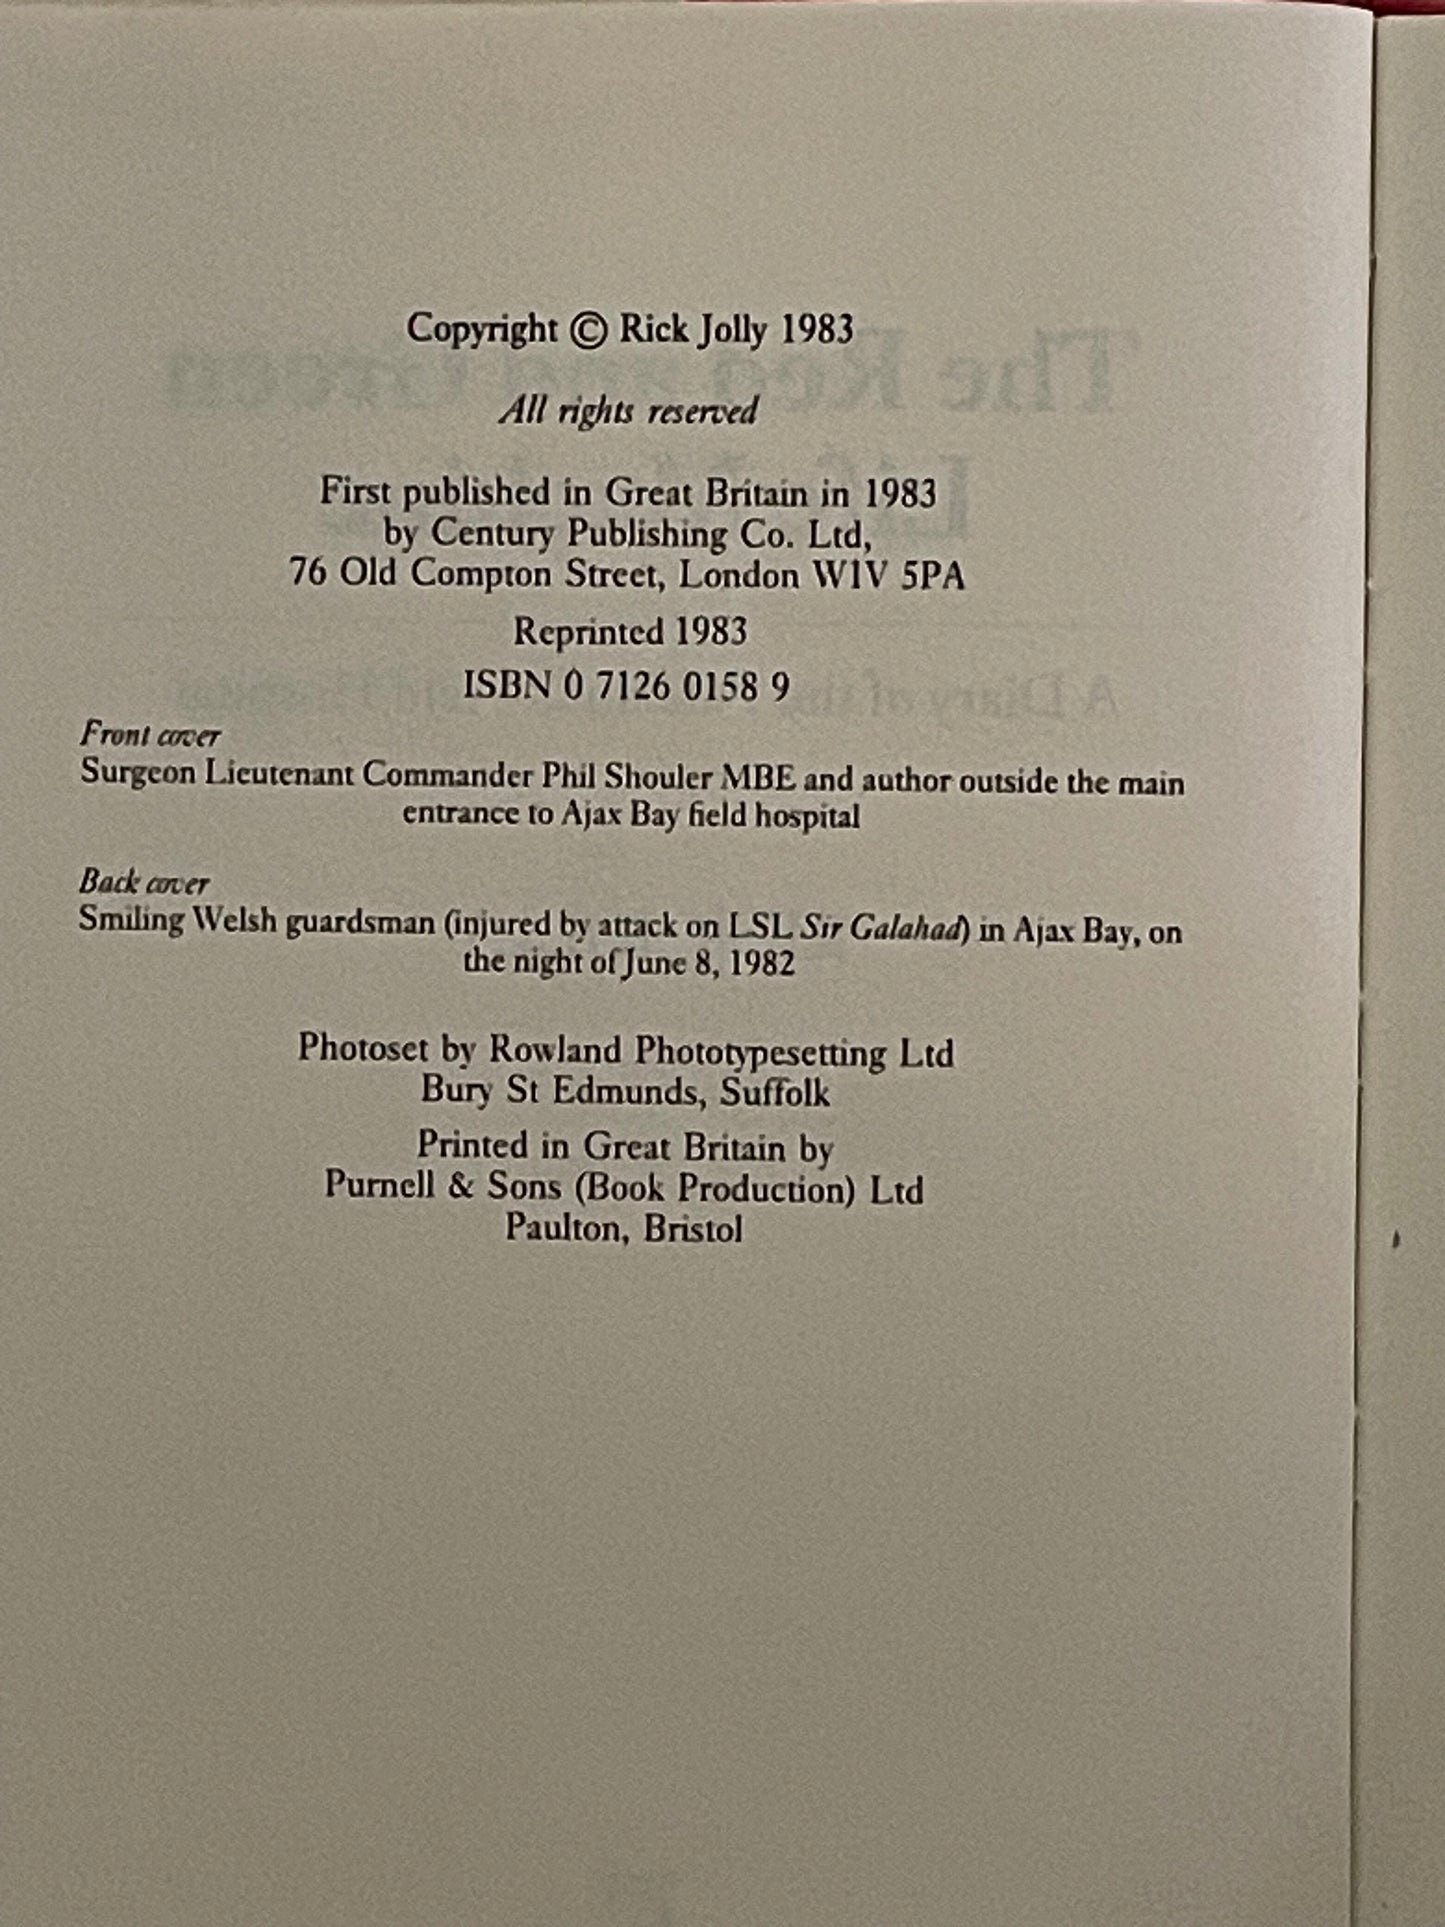 Copyright © Rick Jolly 1983
All rights reserved
First published in Great Britain in 1983
by Century Publishing Co. Ltd,
76 Old Compton Street, London W1V 5PA
Reprinted 1983
ISBN 0 7126 0158 9
Front cover
Surgeon Lieutenant Commander Phil Shouler MBE and author outside the main
entrance to Ajax Bay field hospital
Back cover
Smiling Welsh guardsman (injured by attack on LSL Sir Galahad) in Ajax Bay, on
the night of June 8, 1982
Photoset by Rowland Phototypesetting Ltd
Bury St Edmunds, Suffolk
Printed in Great Britain by
Purnell & Sons (Book Production) Ltd
Paulton, Bristol